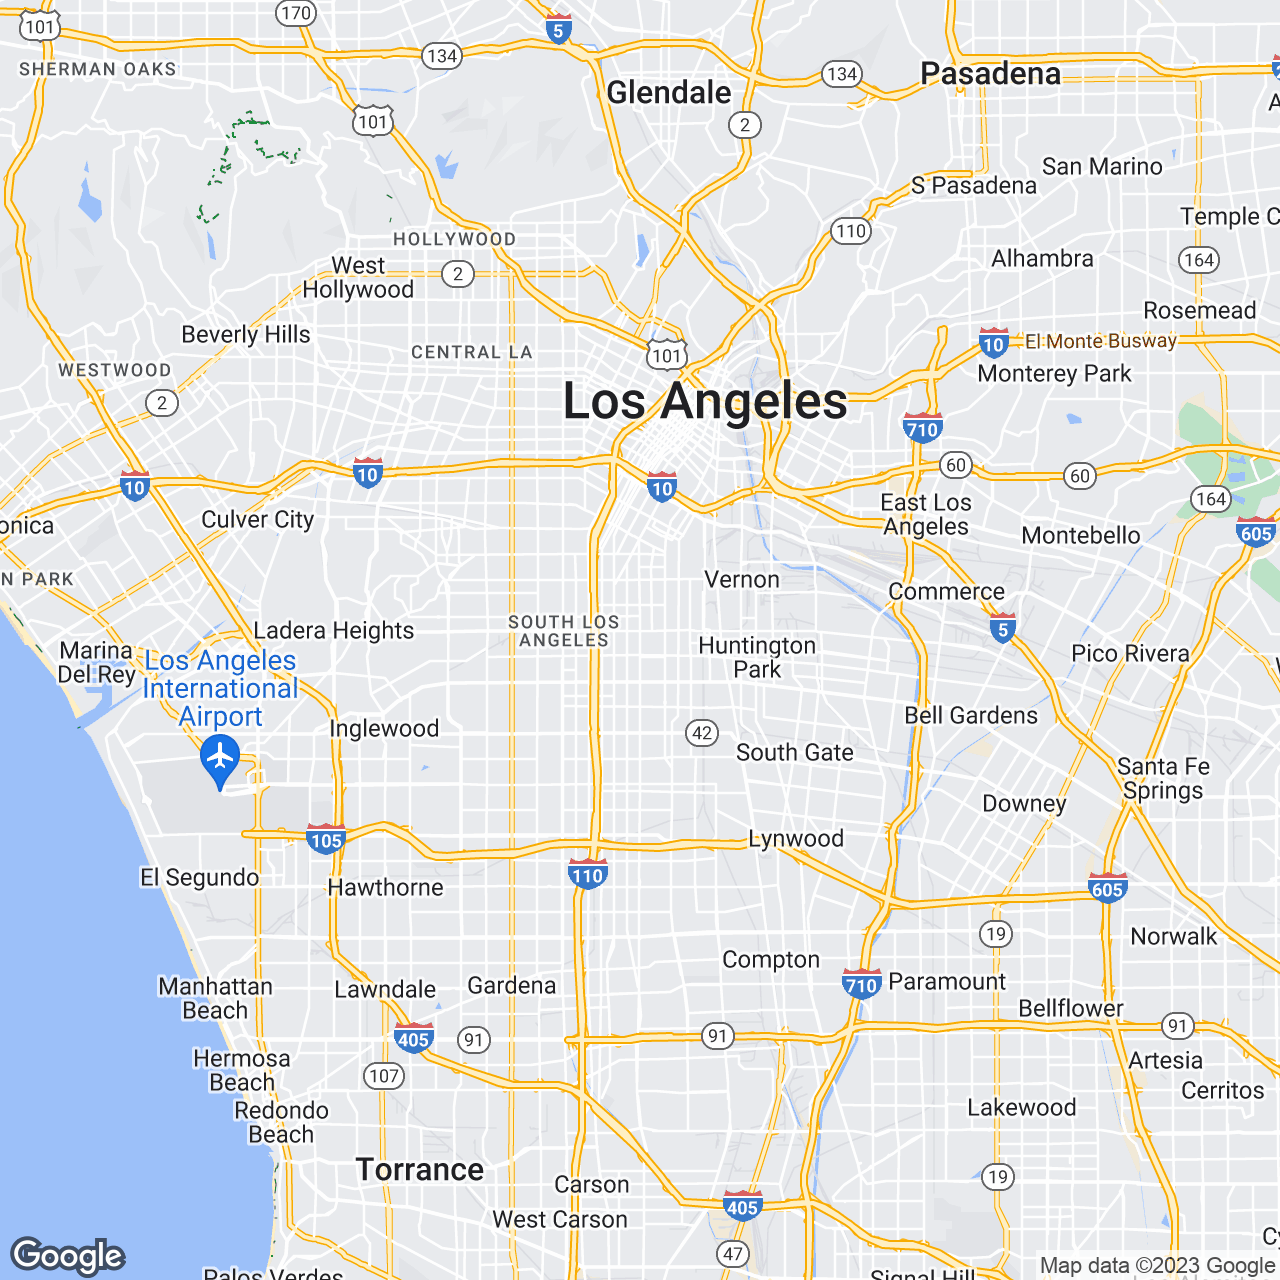 170
101
5
SHERMAN OAKS
134
134
Pasadena
Glendale
101
2
San Marino
S Pasadena
Temple C
110
HOLLYWOOD
Alhambra
164
West
Hollywood
2
Rosemead
Beverly Hills
El Monte Busway
10
CENTRAL LA
101
WESTWOOD
Monterey Park
2
Los Angeles
710
60
60
10
10
10
164
East Los
Angeles
Culver City
onica
Montebello
605
N PARK
Vernon
Commerce
SOUTH LOS
ANGELES
Ladera Heights
5
Marina
Del Rey
Huntington
Park
Pico Rivera
Los Angeles
International
Airport
Inglewood
Bell Gardens
42
South Gate
Santa Fe
Springs
Downey
105
Lynwood
El Segundo
Hawthorne
110
605
19
Norwalk
Compton
Manhattan
Beach
Lawndale
Gardena
710
Paramount
Bellflower
405
91
91
91
Hermosa
Beach
107
Artesia
Cerritos
Redondo
Beach
Lakewood
Torrance
Carson
19
West Carson
405
Cy
47
Google
Map data ©2023 Google
Palos Verdes
Signal Hill